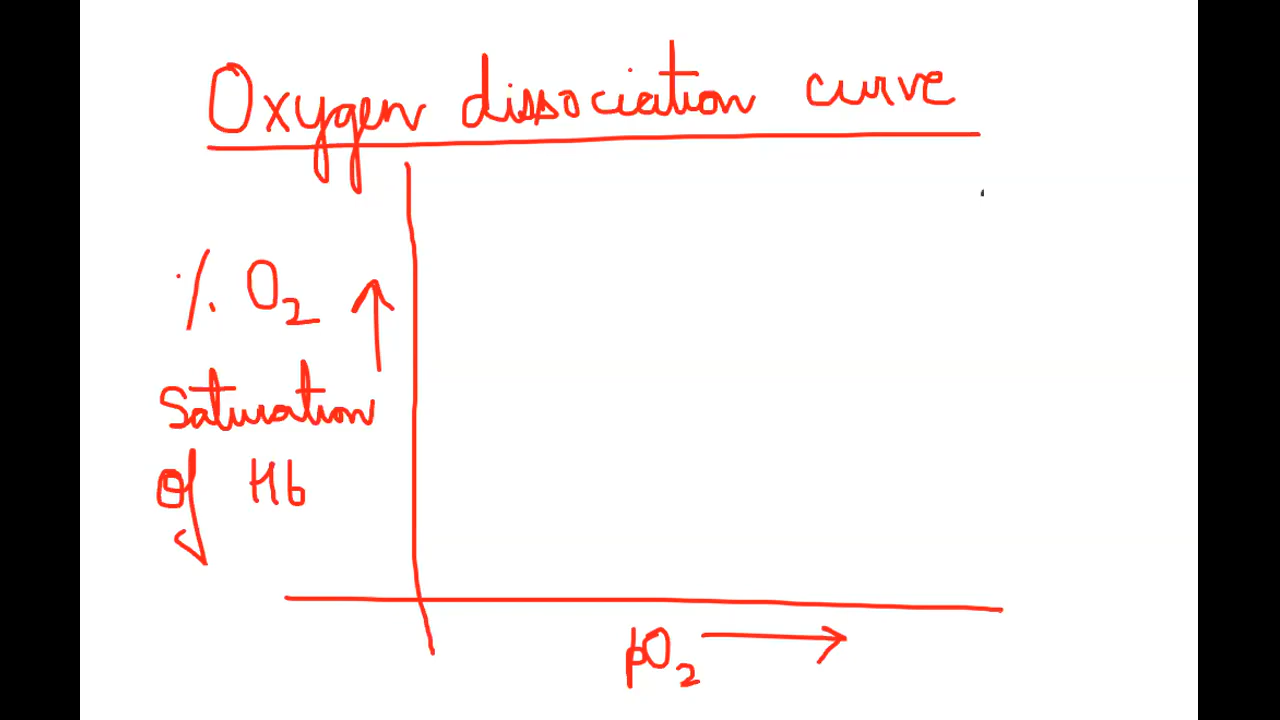 Oxygen dissociation curve
% O2
Saturation
of Hb
pO2